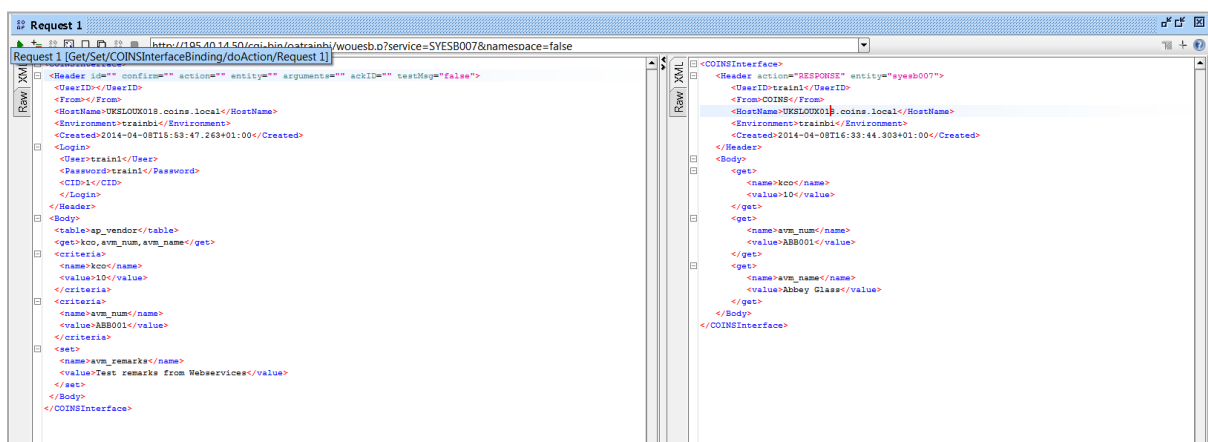 Request 1
http://195.40.14.50/cgi-bin/oatrainbi/wouesb.p?service=SYESB007&namespace=false
Request 1 [Get/Set/COINSInterfaceBinding/doAction/Request 1]
XML
Raw
<Header id="" confirm="" action="" entity="" arguments="" ackID="" testMsg="false">
<UserID></UserID>
<From></From>
<HostName>UKSLOUX018.coins.local</HostName>
<Environment>trainbi</Environment>
<Created>2014-04-08T15:53:47.263+01:00</Created>
<Login>
<User>train1</User>
<Password>train1</Password>
<CID>1</CID>
</Login>
</Header>
<Body>
<table>ap_vendor</table>
<get>kco,avm_num,avm_name</get>
<criteria>
<name>kco</name>
<value>10</value>
</criteria>
<criteria>
<name>avm_num</name>
<value>ABB001</value>
</criteria>
<set>
<name>avm_remarks</name>
<value>Test remarks from Webservices</value>
</set>
</Body>
</COINSInterface>
XML
Raw
<COINSInterface>
<Header action="RESPONSE" entity="syesb007">
<UserID>train1</UserID>
<From>COINS</From>
<HostName>UKSLOUX018.coins.local</HostName>
<Environment>trainbi</Environment>
<Created>2014-04-08T16:33:44.303+01:00</Created>
</Header>
<Body>
<get>
<name>kco</name>
<value>10</value>
</get>
<get>
<name>avm_num</name>
<value>ABB001</value>
</get>
<get>
<name>avm_name</name>
<value>Abbey Glass</value>
</get>
</Body>
</COINSInterface>